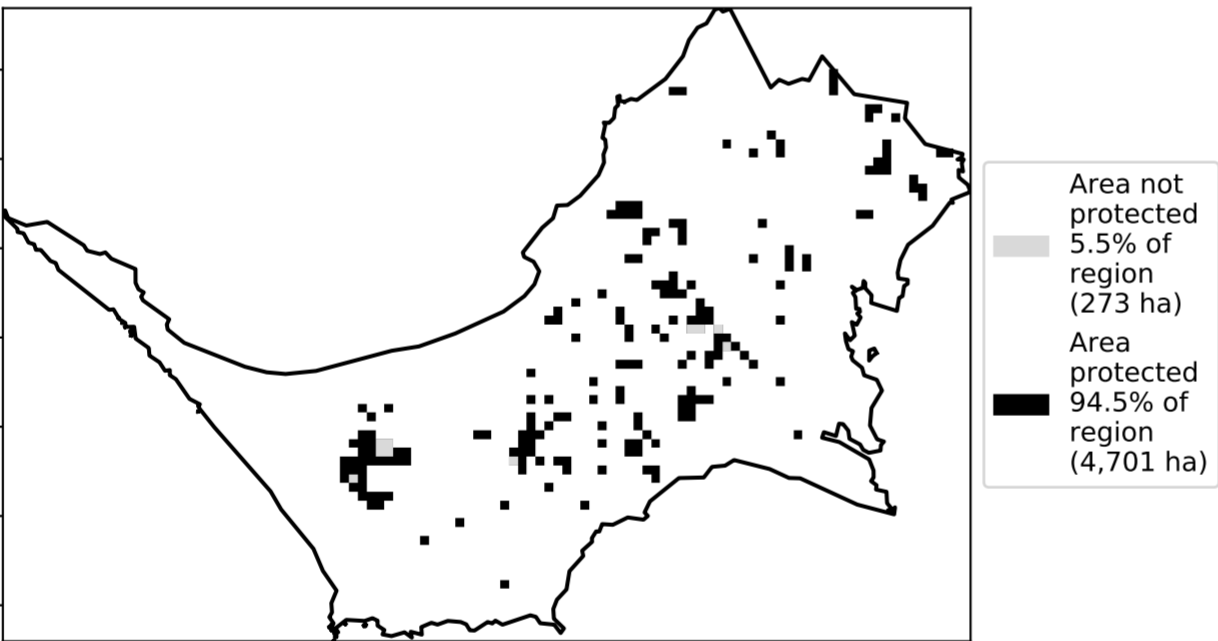 Area not
protected
5.5% of
region
(273 ha)
Area
protected
94.5% of
region
(4,701 ha)